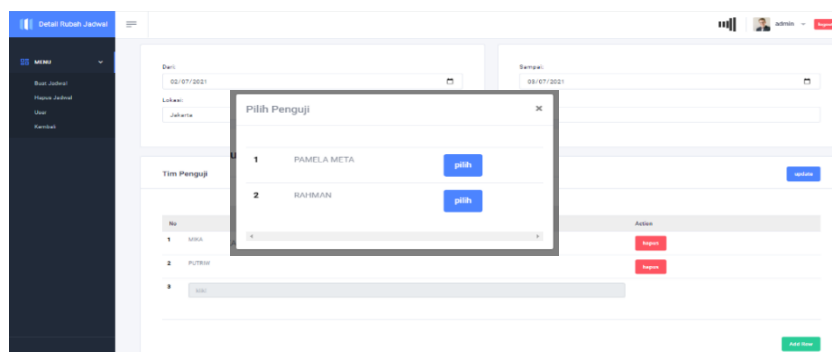 Detail Rubah Jadwal
admin
MENU
Buat Jadwal
Hapus Jadwal
User
Kembali
Dari:
Sampai:
02/07/2021
03/07/2021
Lokasi:
Jakarta
Pilih Penguji
×
1 PAMELA META pilih
2 RAHMAN pilih
Tim Penguji
update
No
Action
1 MIRA
hapus
2
hapus
3
Add Row